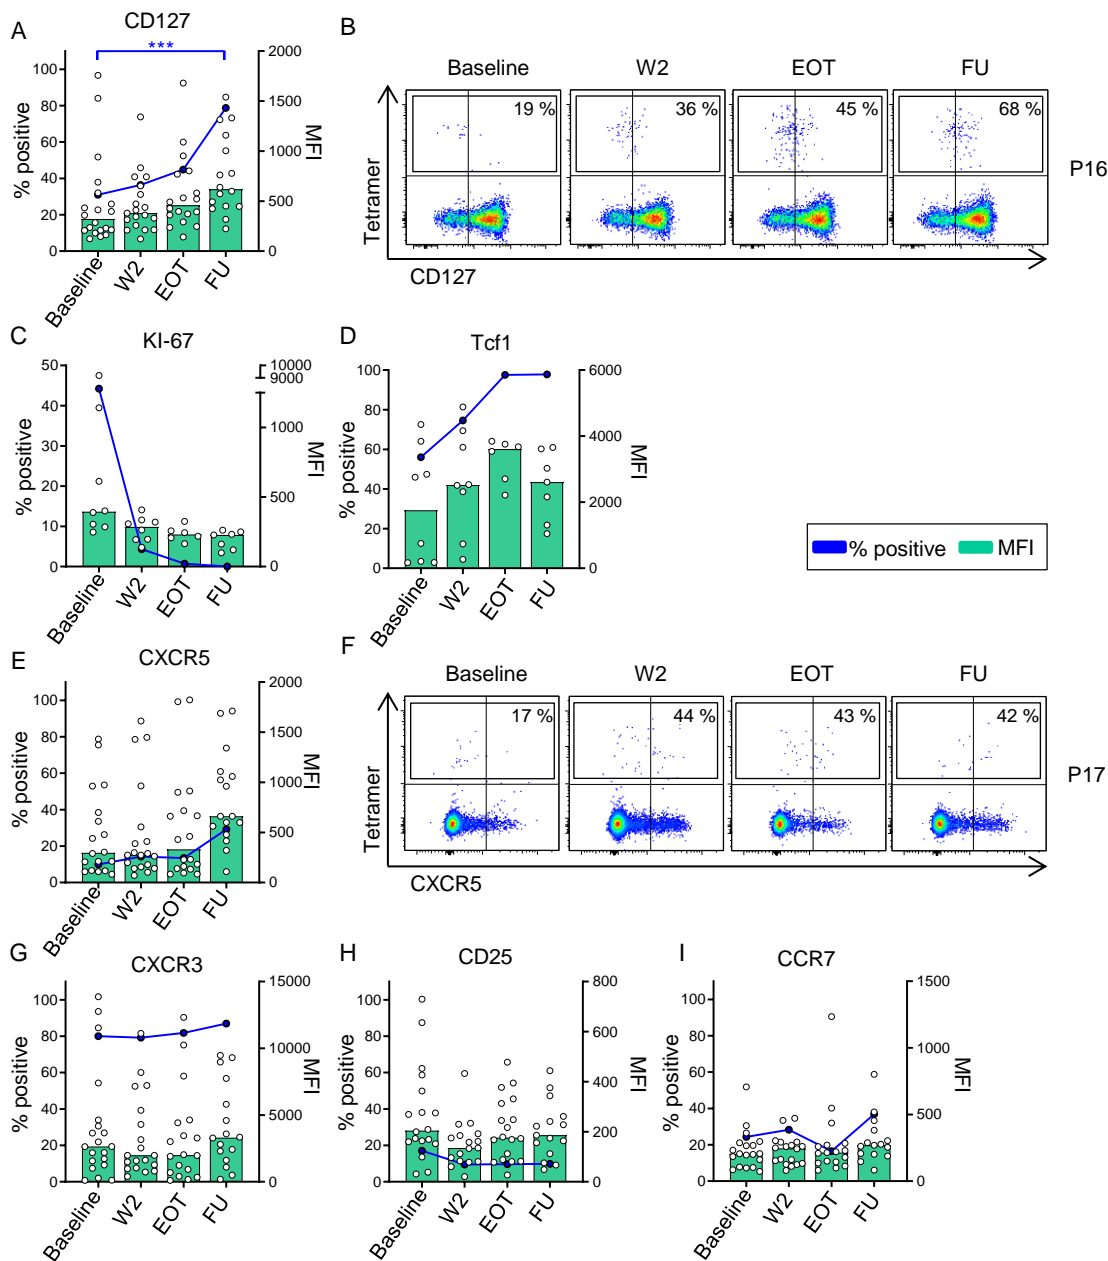 A
CD127
% positive
100
80
60
40
20
0
***
2000
1500
1000
500
0
MFI
Baseline
W2
EOT
FU
B
Baseline
W2
EOT
FU
19 %
36 %
45 %
68 %
Tetramer
CD127
P16
C
KI-67
% positive
50
40
30
20
10
0
10000
9000
1000
500
0
MFI
Baseline
W2
EOT
FU
D
Tcf1
% positive
100
80
60
40
20
0
6000
4000
2000
0
MFI
Baseline
W2
EOT
FU
% positive
MFI
E
CXCR5
% positive
100
80
60
40
20
0
2000
1500
1000
500
0
MFI
Baseline
W2
EOT
FU
F
Baseline
W2
EOT
FU
17 %
44 %
43 %
42 %
Tetramer
CXCR5
P17
G
CXCR3
% positive
100
80
60
40
20
0
15000
10000
5000
0
MFI
Baseline
W2
EOT
FU
H
CD25
% positive
100
80
60
40
20
0
800
600
400
200
0
MFI
Baseline
W2
EOT
FU
I
CCR7
% positive
100
80
60
40
20
0
1500
1000
500
0
MFI
Baseline
W2
EOT
FU